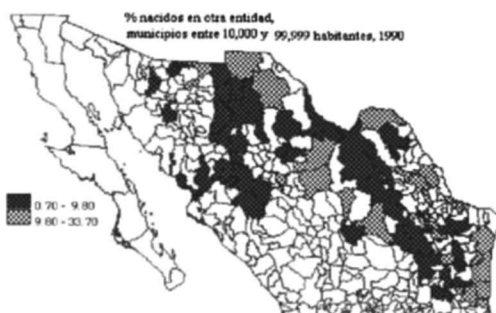 % nacidos en otra entidad,
municipios entre 10,000 y 99,999 habitantes, 1990
0.70 - 9.80
9.80 - 33.70